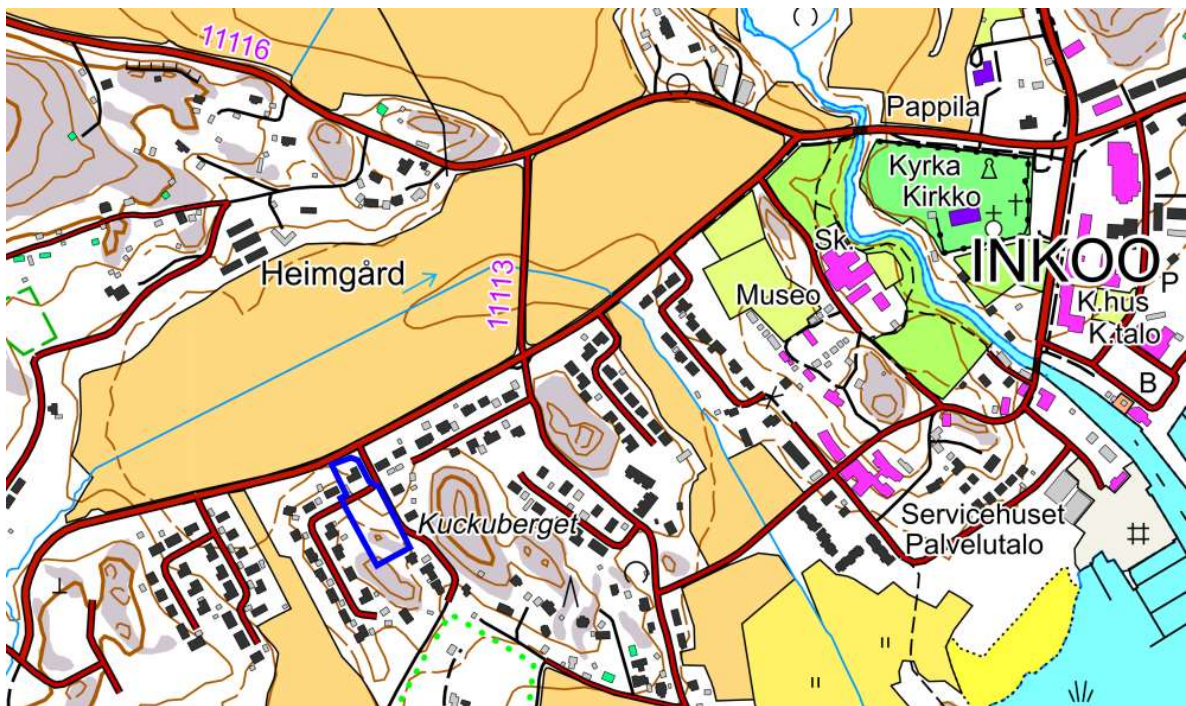 11116
Pappila
Kyrka
Kirkko
Sk.
INKOO
Heimgård
11113
Museo
K.hus
K.talo
P
B
Kuckuberget
Servicehuset
Palvelutalo